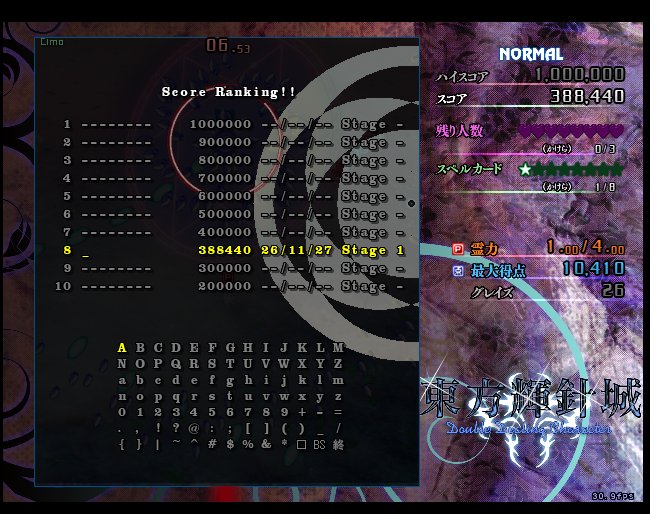 Cimo
06.53
Score Ranking!!
1 -------- 1000000 --/--/-- Stage -
2 -------- 900000 --/--/-- Stage -
3 -------- 800000 --/--/-- Stage -
4 -------- 700000 --/--/-- Stage -
5 -------- 600000 --/--/-- Stage -
6 -------- 500000 --/--/-- Stage -
7 -------- 400000 --/--/-- Stage -
8 _ 388440 26/11/27 Stage 1
9 -------- 300000 --/--/-- Stage -
10 -------- 200000 --/--/-- Stage -
A B C D E F G H I J K L M
N O P Q R S T U V W X Y Z
a b c d e f g h i j k l m
n o p q r s t u v w x y z
0 1 2 3 4 5 6 7 8 9 + - =
. , ! ? @ : ; [ ] ( ) _ /
{ } | ~ ^ # $ % & * □ BS 終
NORMAL
ハイスコア 1,000,000
スコア 388,440
残り人数
(かけら) 0/3
スペルカード
(かけら) 1/8
P 霊力 1.00/4.00
最大得点 10,410
グレイズ 26
東方輝針城
Double Dealing Character
30.9fps